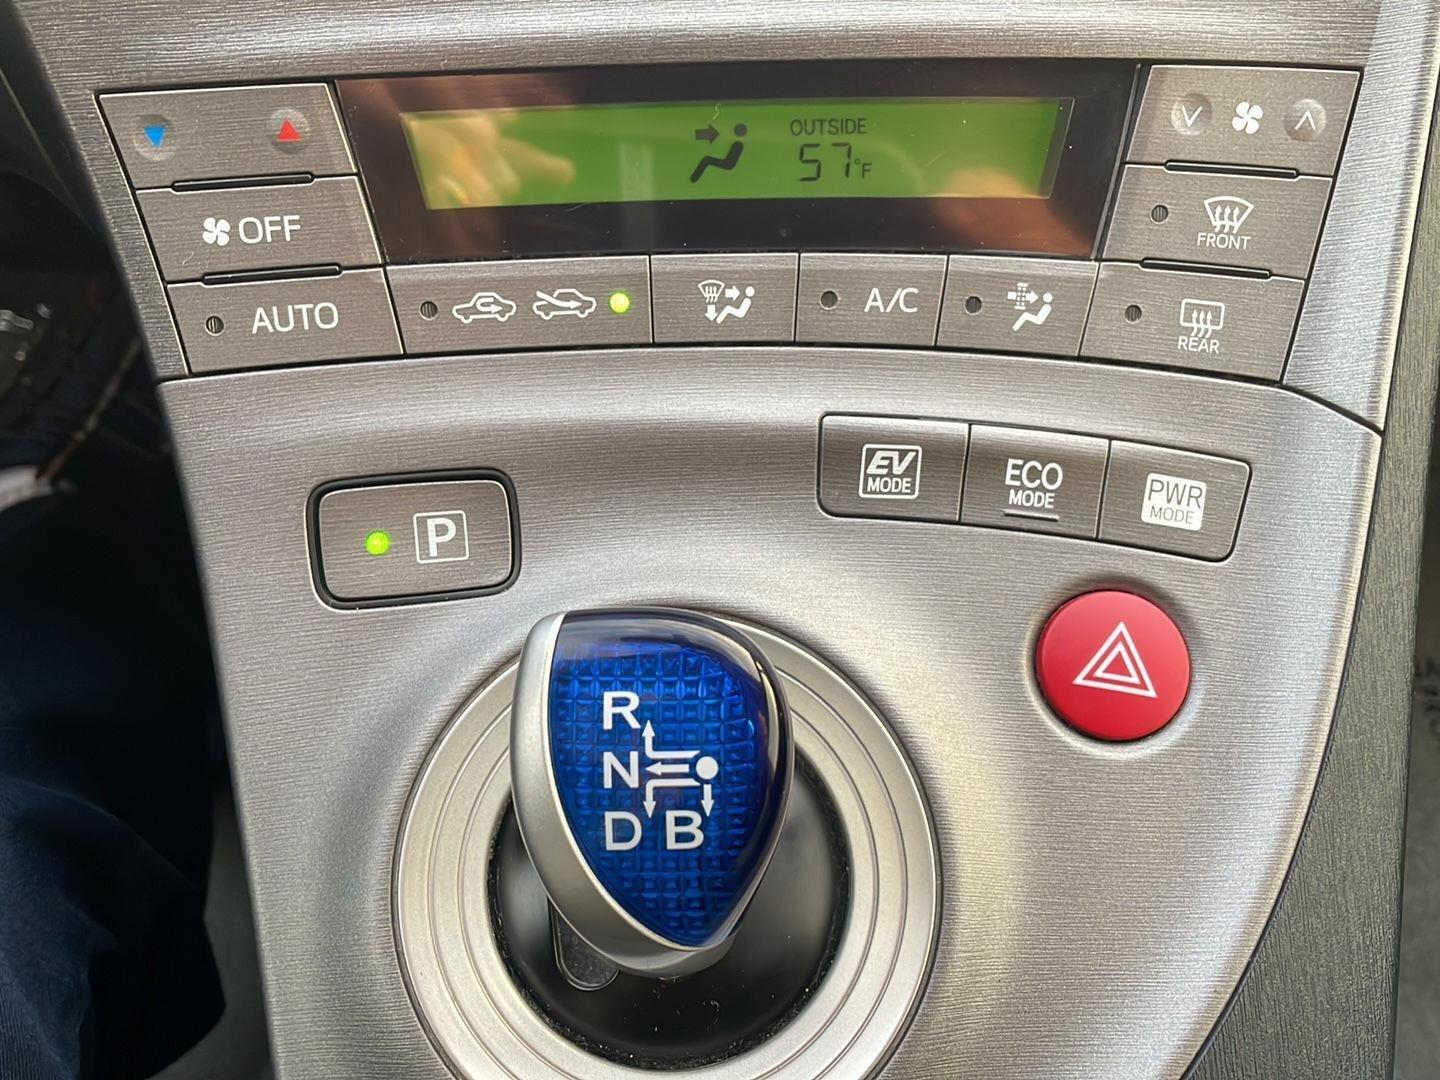 OUTSIDE
57°F
OFF
FRONT
AUTO
A/C
REAR
EV
MODE
ECO
MODE
PWR
MODE
P
R
N
D B